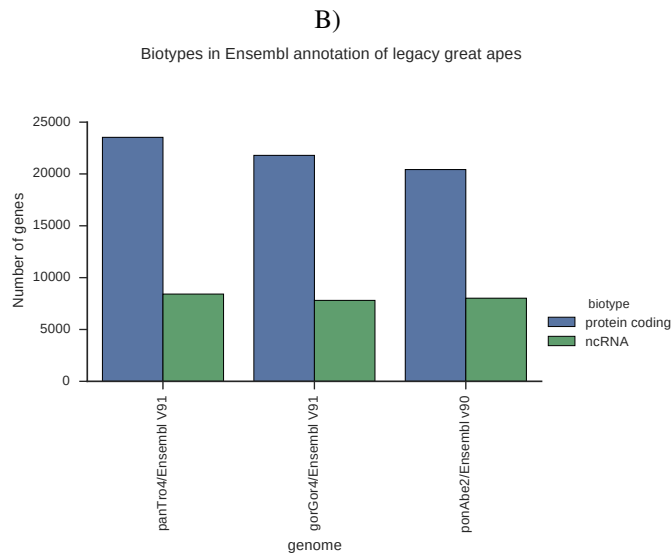 B)
Biotypes in Ensembl annotation of legacy great apes
25000
20000
15000
10000
5000
0
Number of genes
panTro4/Ensembl V91
gorGor4/Ensembl V91
ponAbe2/Ensembl v90
genome
biotype
protein coding
ncRNA